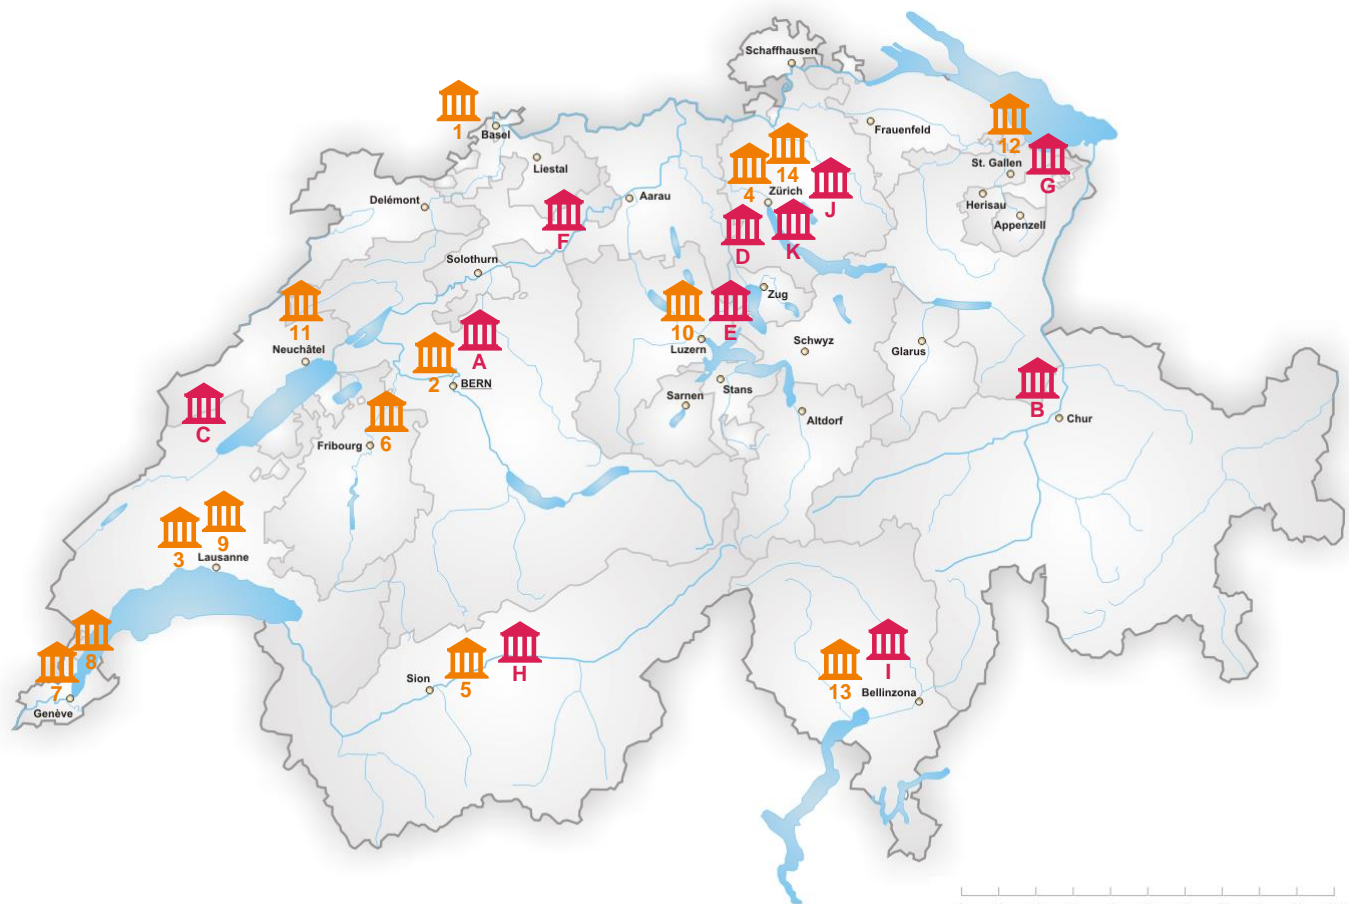 Schaffhausen
1
Basel
12
Frauenfeld
14
St. Gallen
Liestal
4
Zürich
G
J
Delémont
Aarau
Herisau
Appenzell
F
D
K
Solothurn
Zug
11
10
E
Neuchâtel
Luzern
Schwyz
Glarus
A
2
BERN
Stans
Sarnen
B
C
6
Altdorf
Chur
Fribourg
9
3
Lausanne
8
7
Genève
H
5
Sion
I
13
Bellinzona